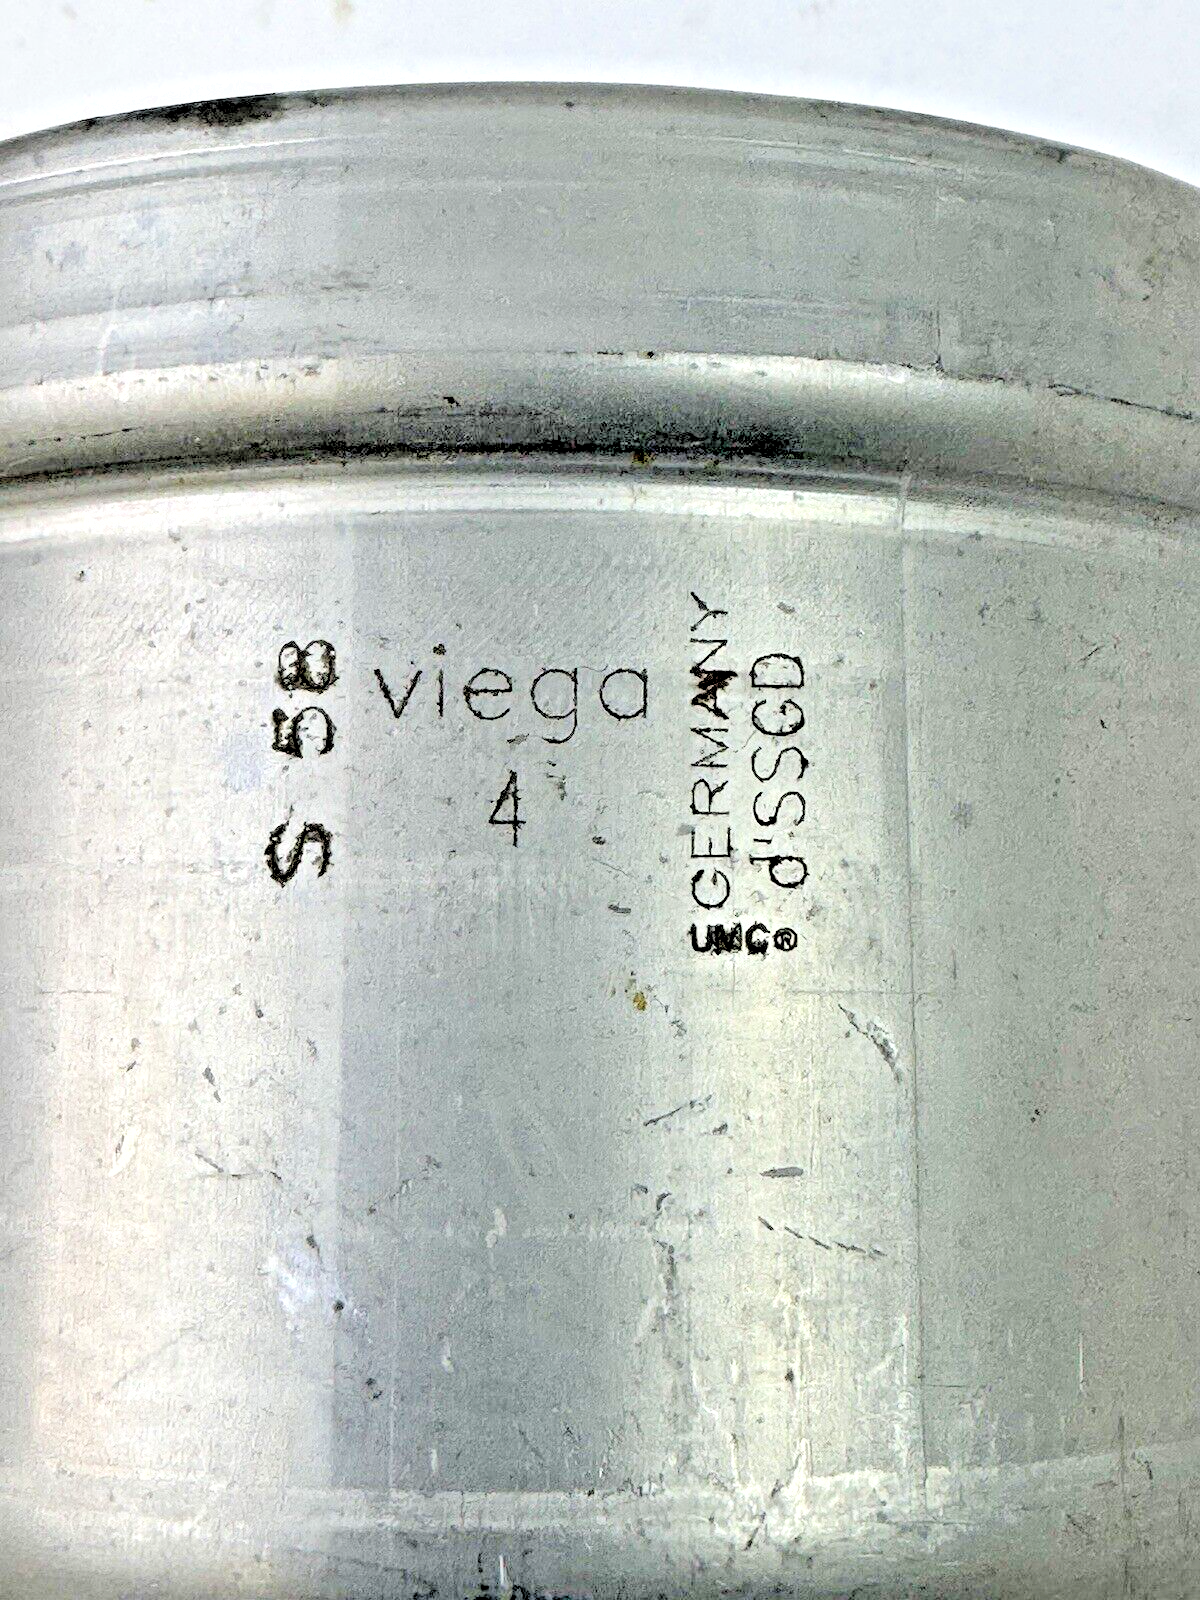 S 58
viega
4
GERMANY
d'SSGD
UMC®